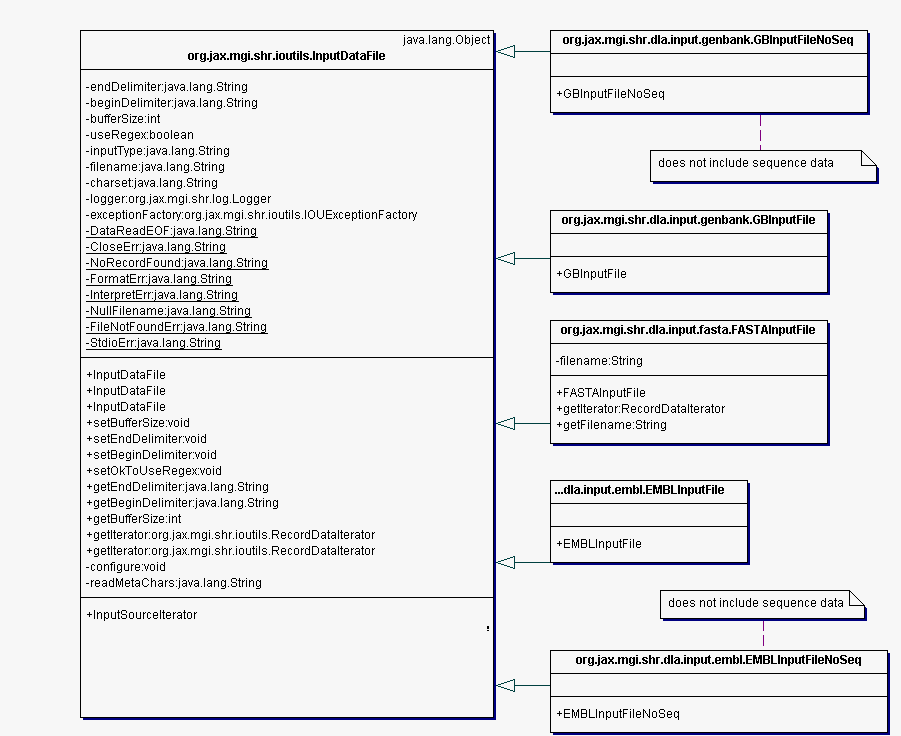 java.lang.Object
org.jax.mgi.shr.ioutils.InputDataFile
-endDelimiter:java.lang.String
-beginDelimiter:java.lang.String
-bufferSize:int
-useRegex:boolean
-inputType:java.lang.String
-filename:java.lang.String
-charset:java.lang.String
-logger:org.jax.mgi.shr.log.Logger
-exceptionFactory:org.jax.mgi.shr.ioutils.IOUExceptionFactory
-DataReadEOF:java.lang.String
-CloseErr:java.lang.String
-NoRecordFound:java.lang.String
-FormatErr:java.lang.String
-InterpretErr:java.lang.String
-NullFilename:java.lang.String
-FileNotFoundErr:java.lang.String
-StdioErr:java.lang.String
+InputDataFile
+InputDataFile
+InputDataFile
+setBufferSize:void
+setEndDelimiter:void
+setBeginDelimiter:void
+setOkToUseRegex:void
+getEndDelimiter:java.lang.String
+getBeginDelimiter:java.lang.String
+getBufferSize:int
+getIterator:org.jax.mgi.shr.ioutils.RecordDataIterator
+getIterator:org.jax.mgi.shr.ioutils.RecordDataIterator
-configure:void
-readMetaChars:java.lang.String
+InputSourceIterator
org.jax.mgi.shr.dla.input.genbank.GBInputFileNoSeq
+GBInputFileNoSeq
does not include sequence data
org.jax.mgi.shr.dla.input.genbank.GBInputFile
+GBInputFile
org.jax.mgi.shr.dla.input.fasta.FASTAInputFile
-filename:String
+FASTAInputFile
+getIterator:RecordDataIterator
+getFilename:String
...dla.input.embl.EMBLInputFile
+EMBLInputFile
does not include sequence data
org.jax.mgi.shr.dla.input.embl.EMBLInputFileNoSeq
+EMBLInputFileNoSeq